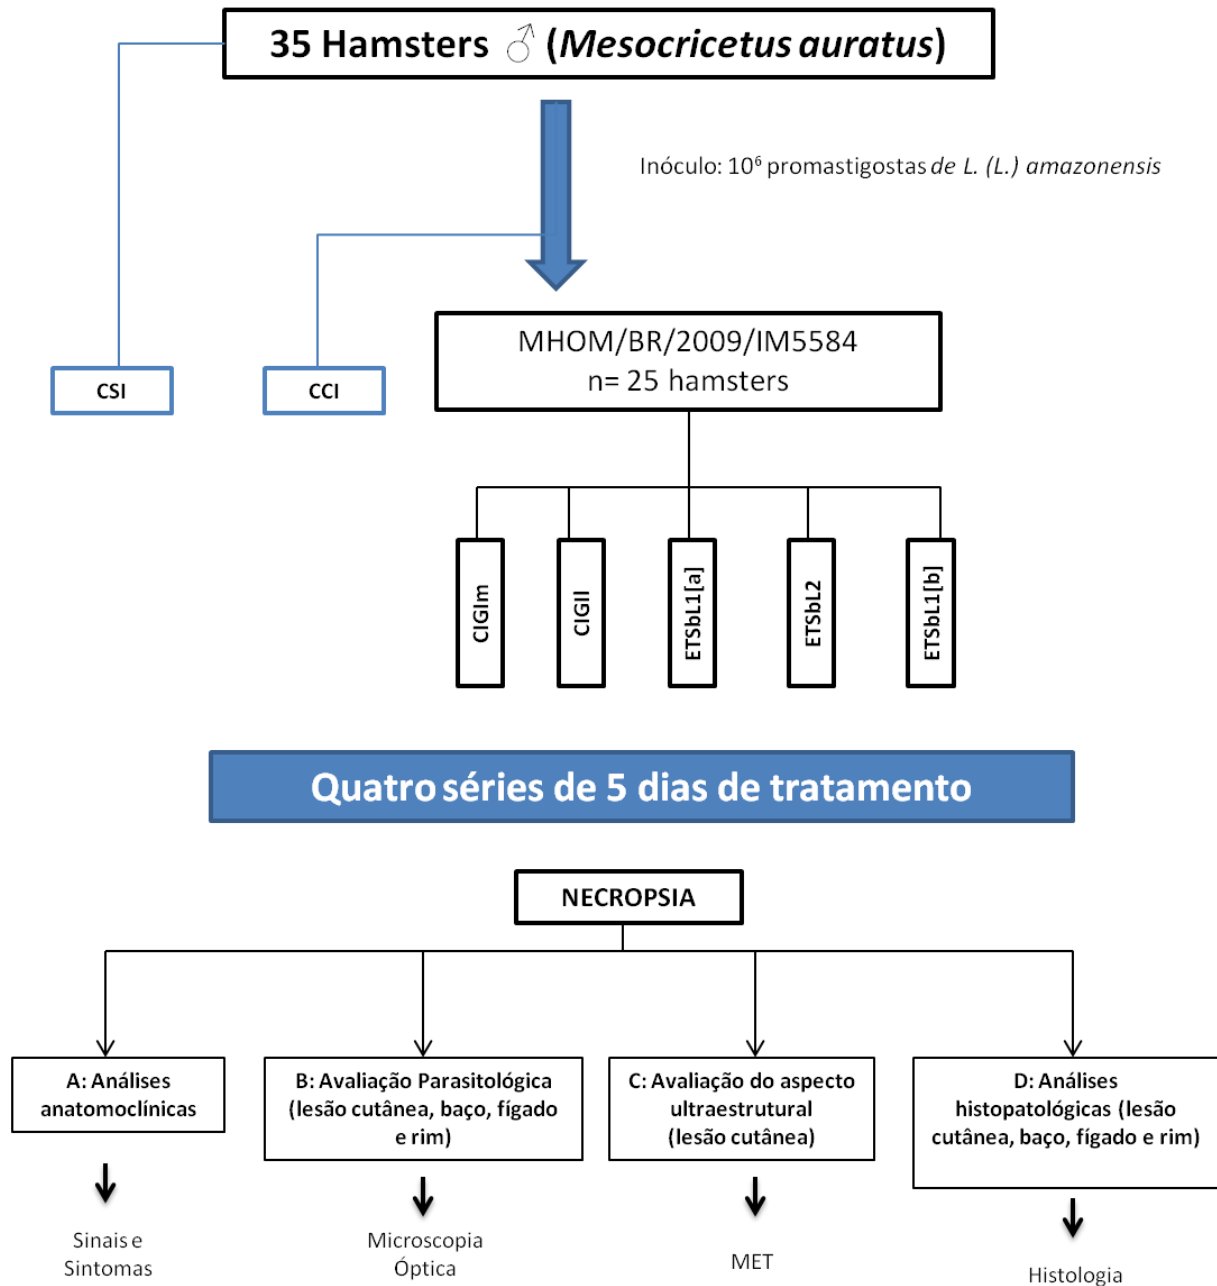 35 Hamsters ♂ (Mesocricetus auratus)
Inóculo: 10⁶ promastigostas de L. (L.) amazonensis
MHOM/BR/2009/IM5584
n= 25 hamsters
CSI
CCI
CIGIm
CIGII
ETSbL1[a]
ETSbL2
ETSbL1[b]
Quatro séries de 5 dias de tratamento
NECROPSIA
A: Análises
anatomoclínicas
B: Avaliação Parasitológica
(lesão cutânea, baço, fígado
e rim)
C: Avaliação do aspecto
ultraestrutural
(lesão cutânea)
D: Análises
histopatológicas (lesão
cutânea, baço, fígado e rim)
Sinais e
Sintomas
Microscopia
Óptica
MET
Histologia